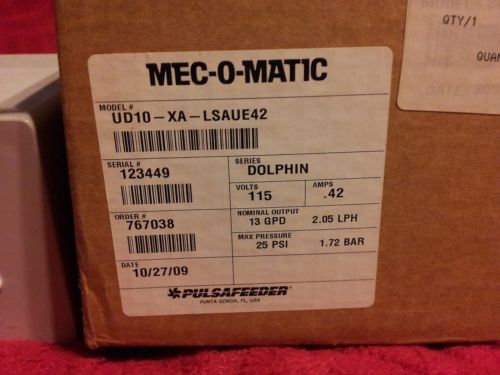 MEC-O-MATIC
MODEL #
UD10-XA-LSAUE42
SERIAL #
123449
SERIES
DOLPHIN
VOLTS
115
AMPS
.42
ORDER #
767038
NOMINAL OUTPUT
13 GPD 2.05 LPH
MAX PRESSURE
25 PSI 1.72 BAR
DATE
10/27/09
PULSAFEEDER
PUNTA GORDA, FL, USA
QTY/1
QUAN